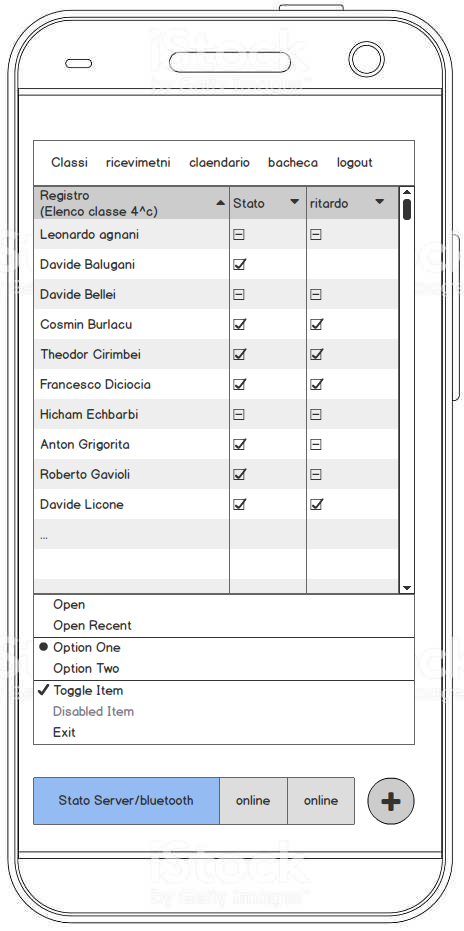 iStock
by Getty Images™
Classi ricevimetni claendario bacheca logout
Registro
(Elenco classe 4^c)
Stato
ritardo
Leonardo agnani
Davide Balugani
Davide Bellei
Cosmin Burlacu
Theodor Cirimbei
Francesco Diciocia
Hicham Echbarbi
Anton Grigorita
Roberto Gavioli
Davide Licone
...
Open
Open Recent
Option One
Option Two
Toggle Item
Disabled Item
Exit
Stato Server/bluetooth online online
iStock
by Getty Images™